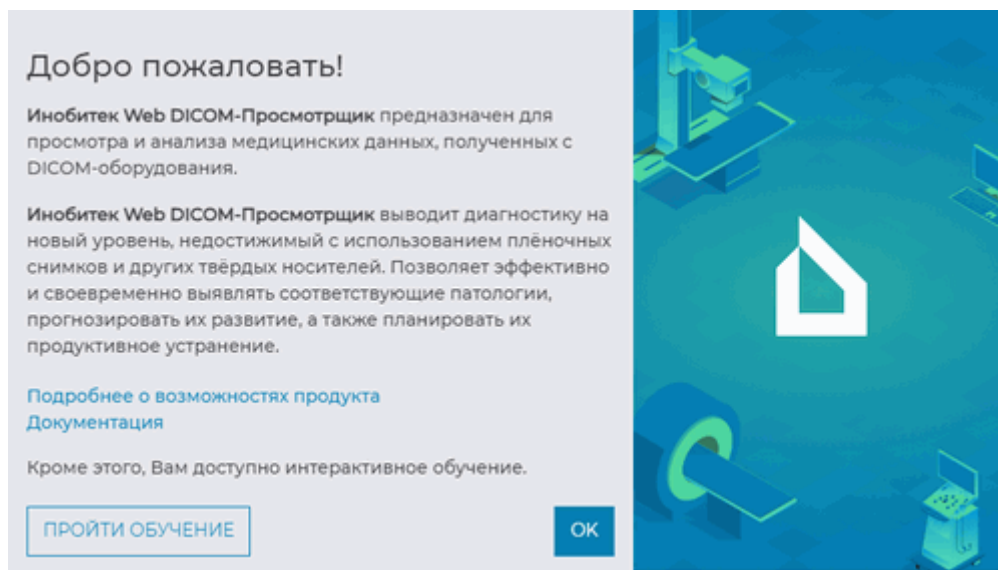 Добро пожаловать!
Инобитек Web DICOM-Просмотрщик предназначен для
просмотра и анализа медицинских данных, полученных с
DICOM-оборудования.
Инобитек Web DICOM-Просмотрщик выводит диагностику на
новый уровень, недостижимый с использованием плёночных
снимков и других твёрдых носителей. Позволяет эффективно
и своевременно выявлять соответствующие патологии,
прогнозировать их развитие, а также планировать их
продуктивное устранение.
Подробнее о возможностях продукта
Документация
Кроме этого, Вам доступно интерактивное обучение.
ПРОЙТИ ОБУЧЕНИЕ
OK